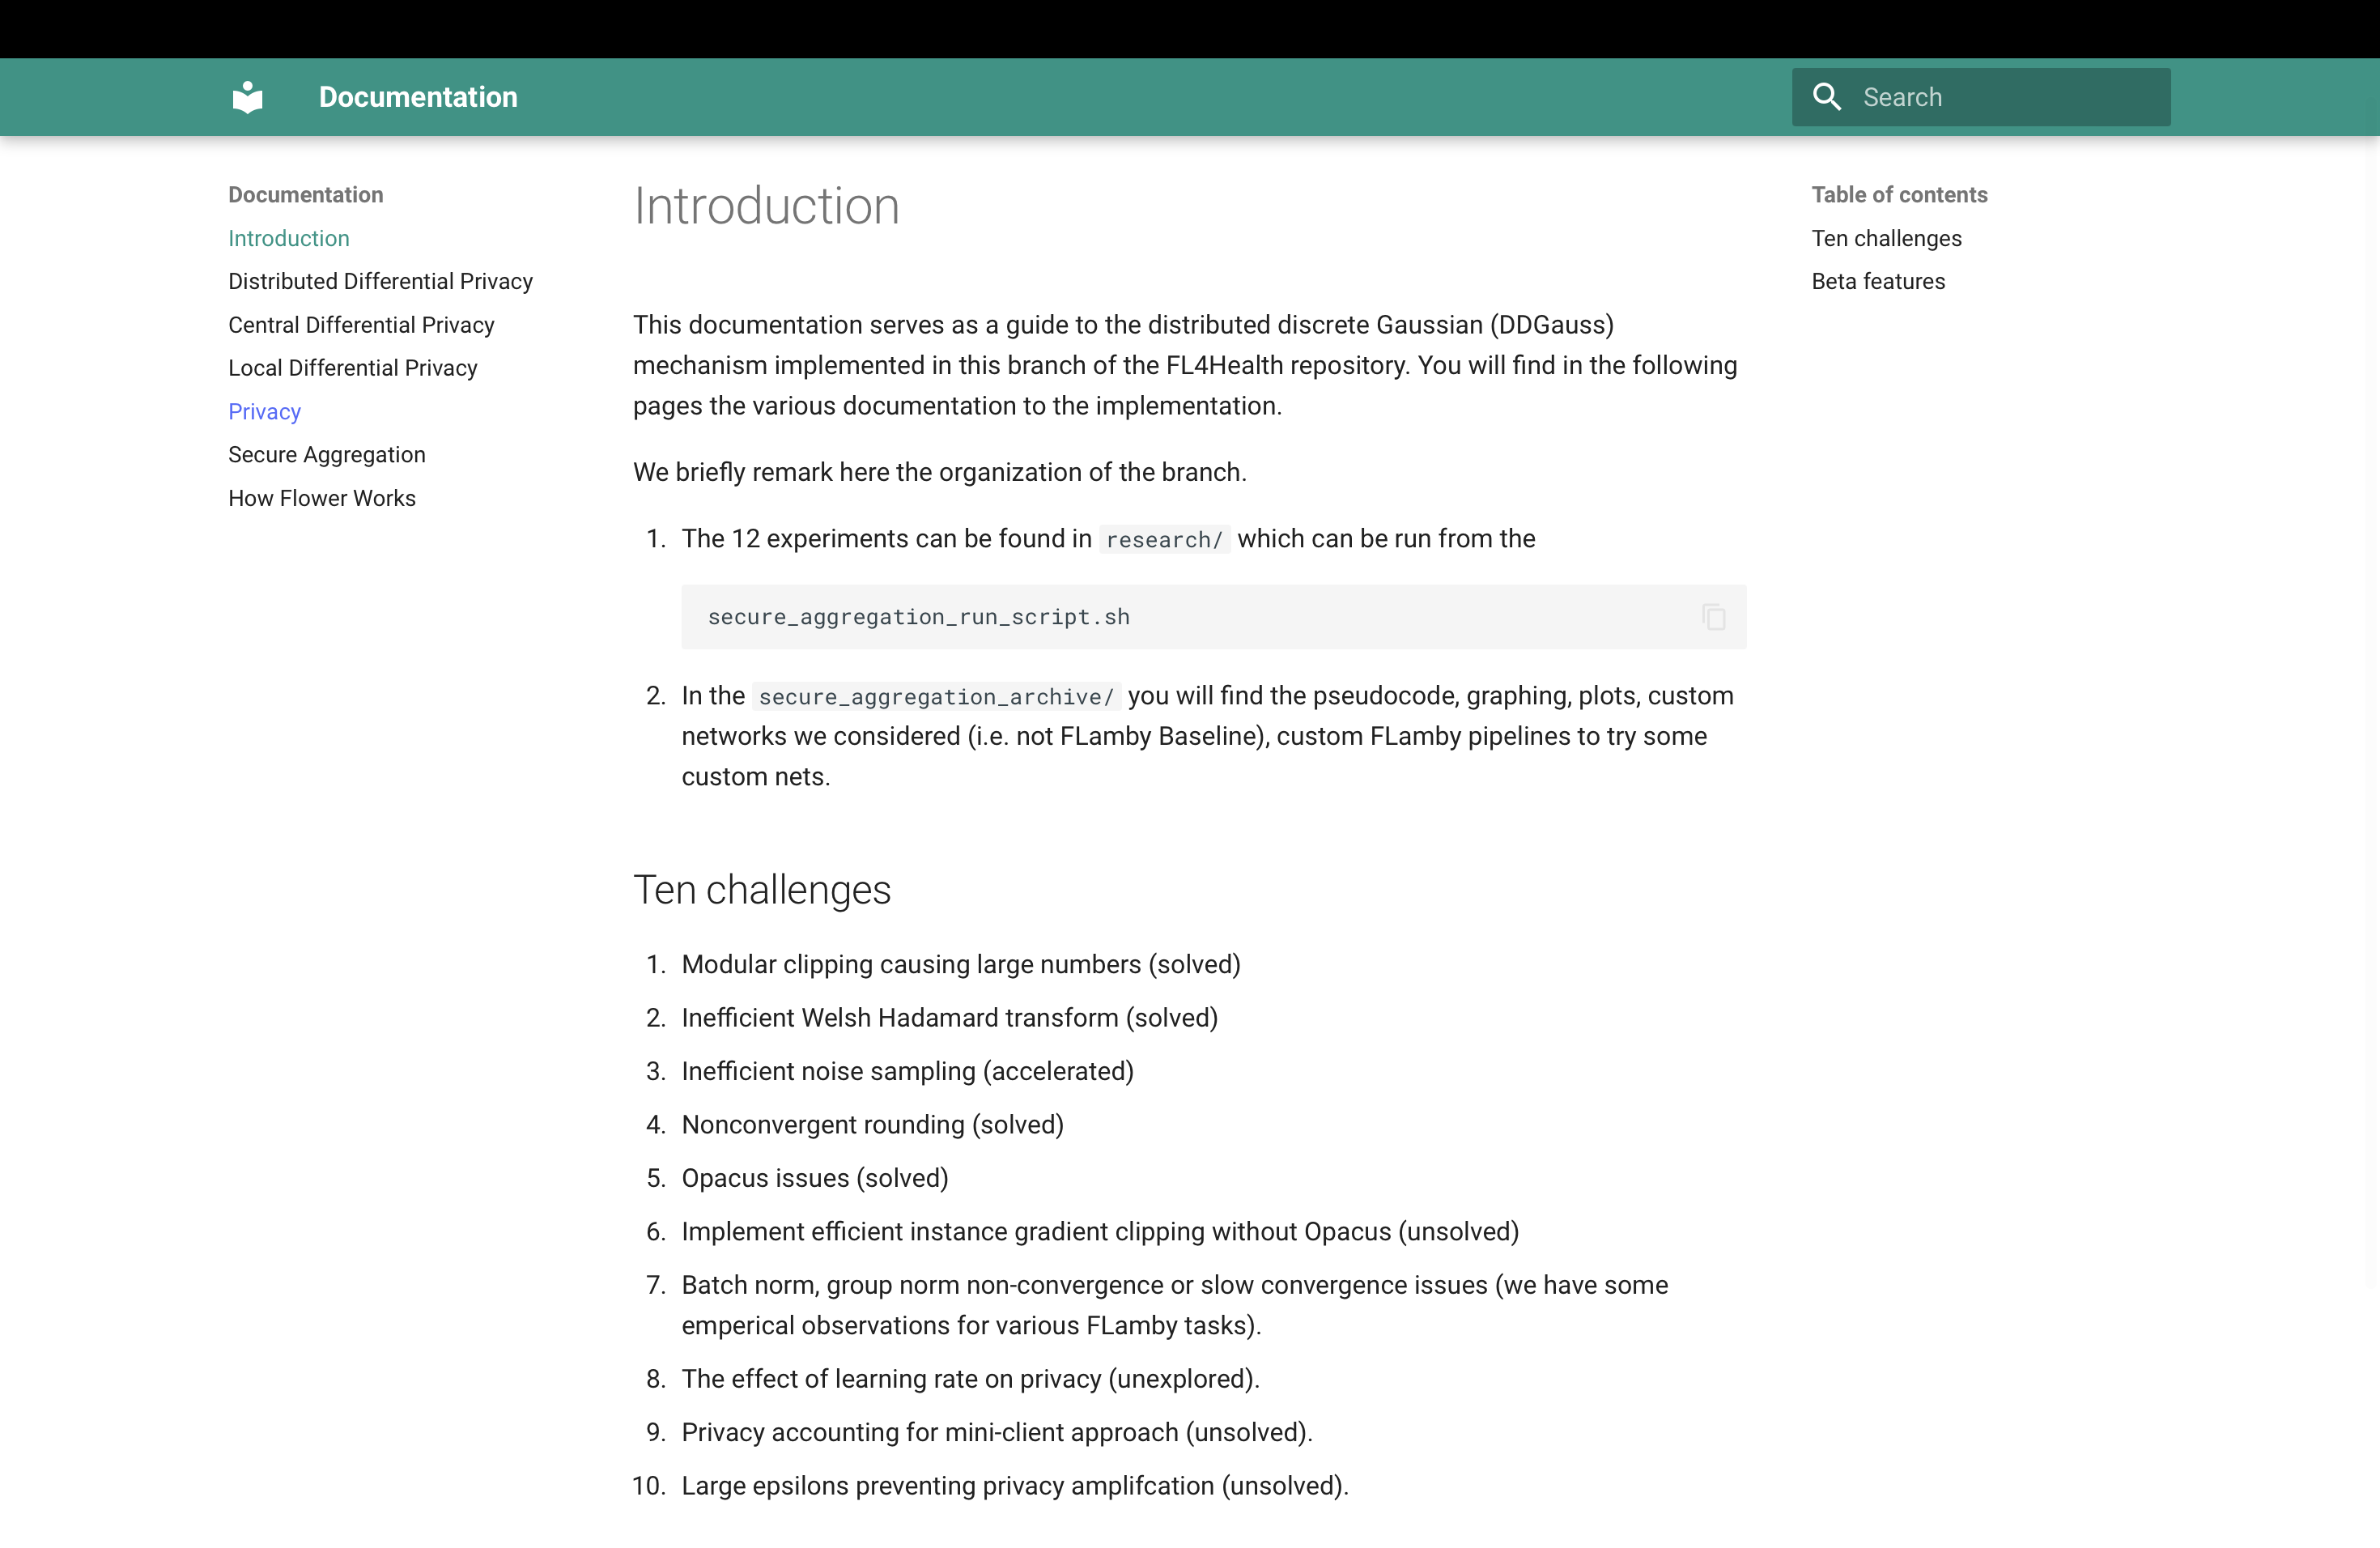 Documentation
Search
Documentation
Introduction
Distributed Differential Privacy
Central Differential Privacy
Local Differential Privacy
Privacy
Secure Aggregation
How Flower Works
Introduction
This documentation serves as a guide to the distributed discrete Gaussian (DDGauss)
mechanism implemented in this branch of the FL4Health repository. You will find in the following
pages the various documentation to the implementation.
We briefly remark here the organization of the branch.
1. The 12 experiments can be found in research/ which can be run from the
secure_aggregation_run_script.sh
2. In the secure_aggregation_archive/ you will find the pseudocode, graphing, plots, custom
networks we considered (i.e. not FLamby Baseline), custom FLamby pipelines to try some
custom nets.
Ten challenges
1. Modular clipping causing large numbers (solved)
2. Inefficient Welsh Hadamard transform (solved)
3. Inefficient noise sampling (accelerated)
4. Nonconvergent rounding (solved)
5. Opacus issues (solved)
6. Implement efficient instance gradient clipping without Opacus (unsolved)
7. Batch norm, group norm non-convergence or slow convergence issues (we have some
emperical observations for various FLamby tasks).
8. The effect of learning rate on privacy (unexplored).
9. Privacy accounting for mini-client approach (unsolved).
10. Large epsilons preventing privacy amplifcation (unsolved).
Table of contents
Ten challenges
Beta features